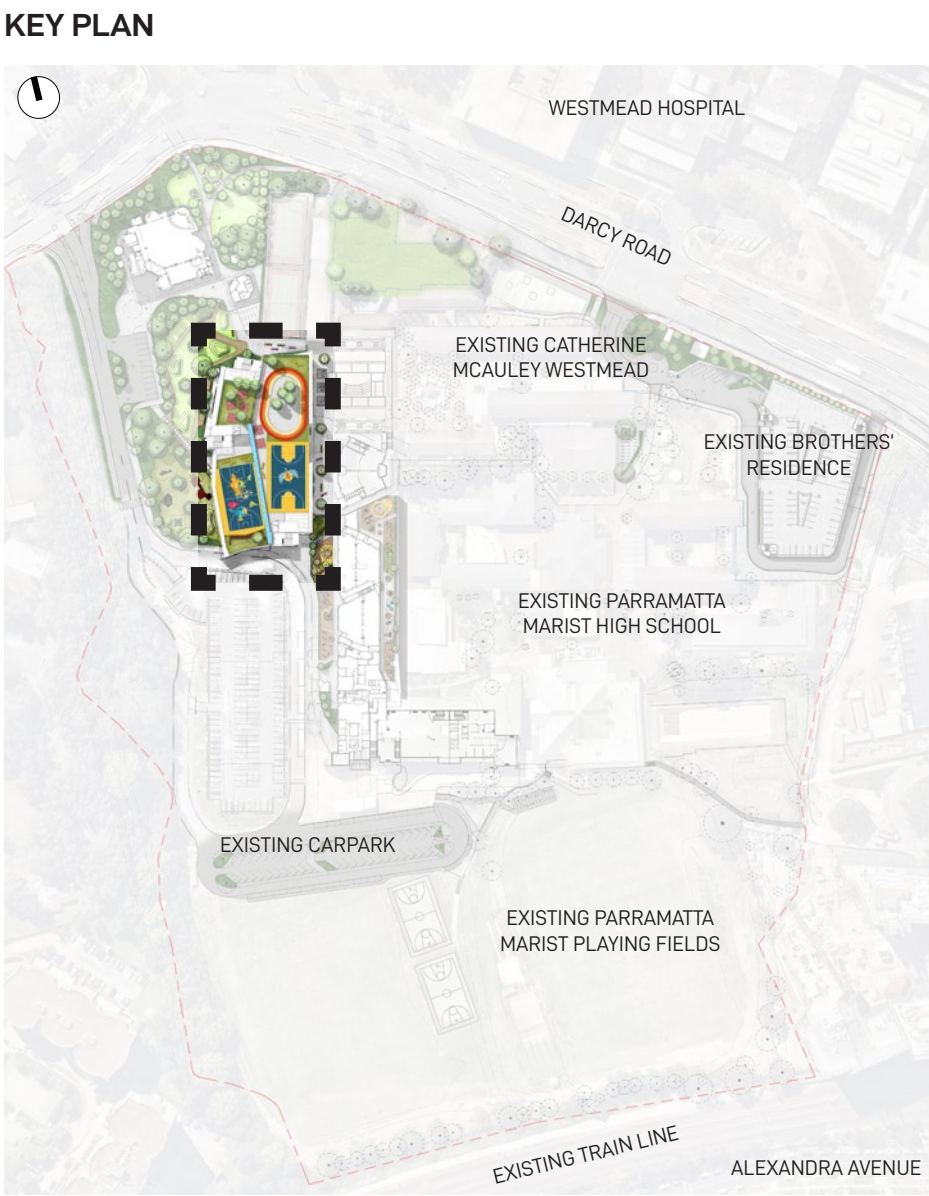 KEY PLAN
WESTMEAD HOSPITAL
DARCY ROAD
EXISTING CATHERINE
MCAULEY WESTMEAD
EXISTING BROTHERS'
RESIDENCE
EXISTING PARRAMATTA
MARIST HIGH SCHOOL
EXISTING CARPARK
EXISTING PARRAMATTA
MARIST PLAYING FIELDS
EXISTING TRAIN LINE
ALEXANDRA AVENUE